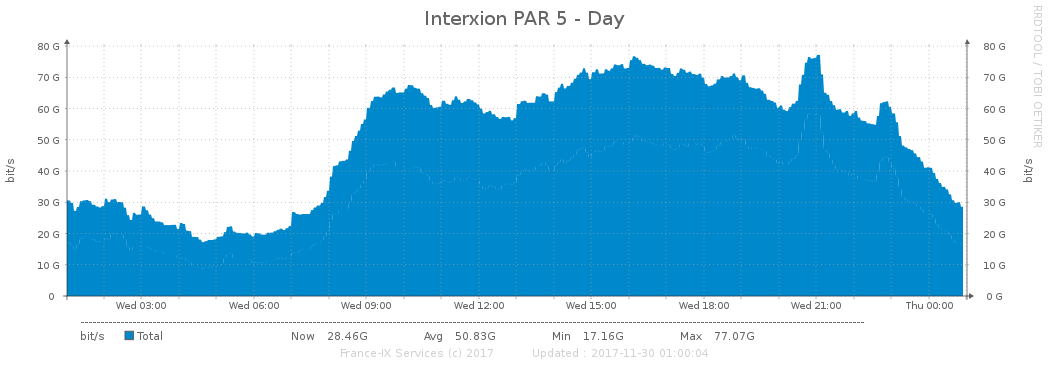 Interxion PAR 5 - Day
RRDTOOL / TOBI OETIKER
bit/s
80 G
70 G
60 G
50 G
40 G
30 G
20 G
10 G
0
80 G
70 G
60 G
50 G
40 G
30 G
20 G
10 G
0 G
bit/s
Wed 03:00 Wed 06:00 Wed 09:00 Wed 12:00 Wed 15:00 Wed 18:00 Wed 21:00 Thu 00:00
bit/s Total Now 28.46G Avg 50.83G Min 17.16G Max 77.07G
France-IX Services (c) 2017 Updated : 2017-11-30 01:00:04